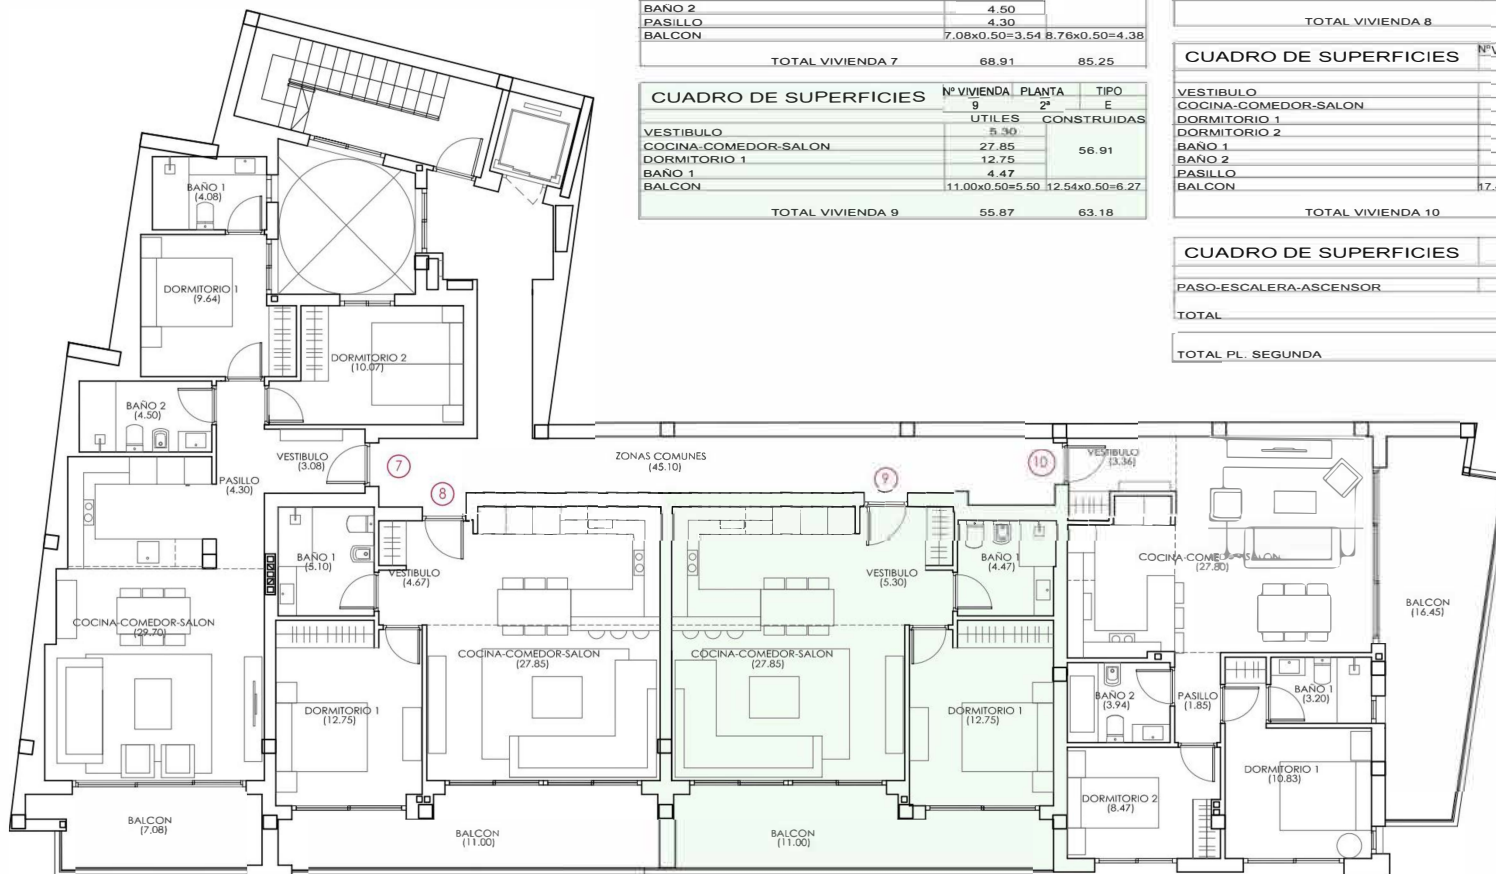 BAÑO 2 4.50
PASILLO 4.30
BALCON 7.08x0.50=3.54 8.76x0.50=4.38
TOTAL VIVIENDA 7 68.91 85.25
CUADRO DE SUPERFICIES Nº VIVIENDA PLANTA TIPO
9 2ª E
UTILES CONSTRUIDAS
VESTIBULO 5.30
COCINA-COMEDOR-SALON 27.85
56.91
DORMITORIO 1 12.75
BAÑO 1 4.47
BALCON 11.00x0.50=5.50 12.54x0.50=6.27
TOTAL VIVIENDA 9 55.87 63.18
TOTAL VIVIENDA 8
CUADRO DE SUPERFICIES
VESTIBULO
COCINA-COMEDOR-SALON
DORMITORIO 1
DORMITORIO 2
BAÑO 1
BAÑO 2
PASILLO
BALCON 17.
TOTAL VIVIENDA 10
CUADRO DE SUPERFICIES
PASO-ESCALERA-ASCENSOR
TOTAL
TOTAL PL. SEGUNDA
BAÑO 1
(4.08)
DORMITORIO 1
(9.64)
DORMITORIO 2
(10.07)
BAÑO 2
(4.50)
VESTIBULO
(3.08)
PASILLO
(4.30)
7
8
ZONAS COMUNES
(45.10)
9
10
VESTIBULO
(3.36)
BAÑO 1
(5.10)
VESTIBULO
(4.67)
VESTIBULO
(5.30)
BAÑO 1
(4.47)
COCINA-COMEDOR-SALON
(27.80)
BALCON
(16.45)
COCINA-COMEDOR-SALON
(29.70)
COCINA-COMEDOR-SALON
(27.85)
COCINA-COMEDOR-SALON
(27.85)
DORMITORIO 1
(12.75)
DORMITORIO 1
(12.75)
BAÑO 2
(3.94)
PASILLO
(1.85)
BAÑO 1
(3.20)
DORMITORIO 1
(10.83)
DORMITORIO 2
(8.47)
BALCON
(7.08)
BALCON
(11.00)
BALCON
(11.00)